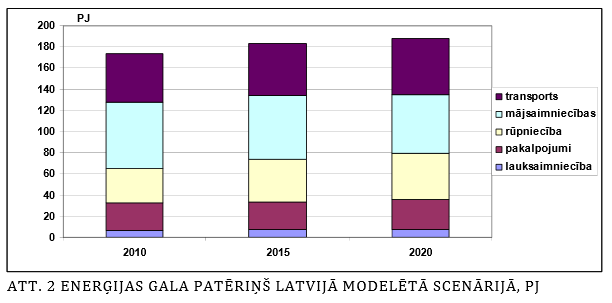 PJ
200
180
160
140
120
100
80
60
40
20
0
2010 2015 2020
transports
mājsaimniecības
rūpniecība
pakalpojumi
lauksaimniecība
ATT. 2 ENERĢIJAS GALA PATĒRIŅŠ LATVIJĀ MODELĒTĀ SCENĀRIJĀ, PJ